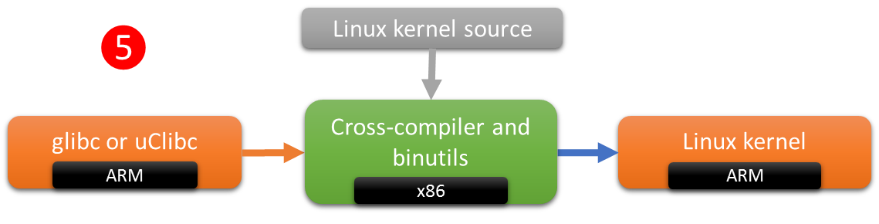 5
Linux kernel source
glibc or uClibc
ARM
Cross-compiler and
binutils
x86
Linux kernel
ARM